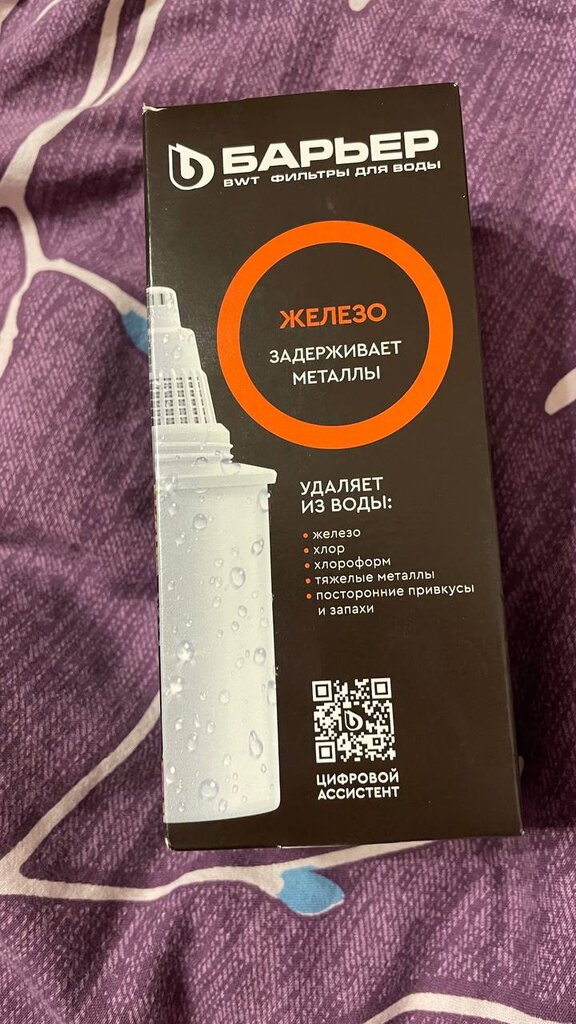 БАРЬЕР
BWT ФИЛЬТРЫ ДЛЯ ВОДЫ
ЖЕЛЕЗО
ЗАДЕРЖИВАЕТ
МЕТАЛЛЫ
УДАЛЯЕТ
ИЗ ВОДЫ:
• железо
• хлор
• хлороформ
• тяжелые металлы
• посторонние привкусы
и запахи
ЦИФРОВОЙ
АССИСТЕНТ